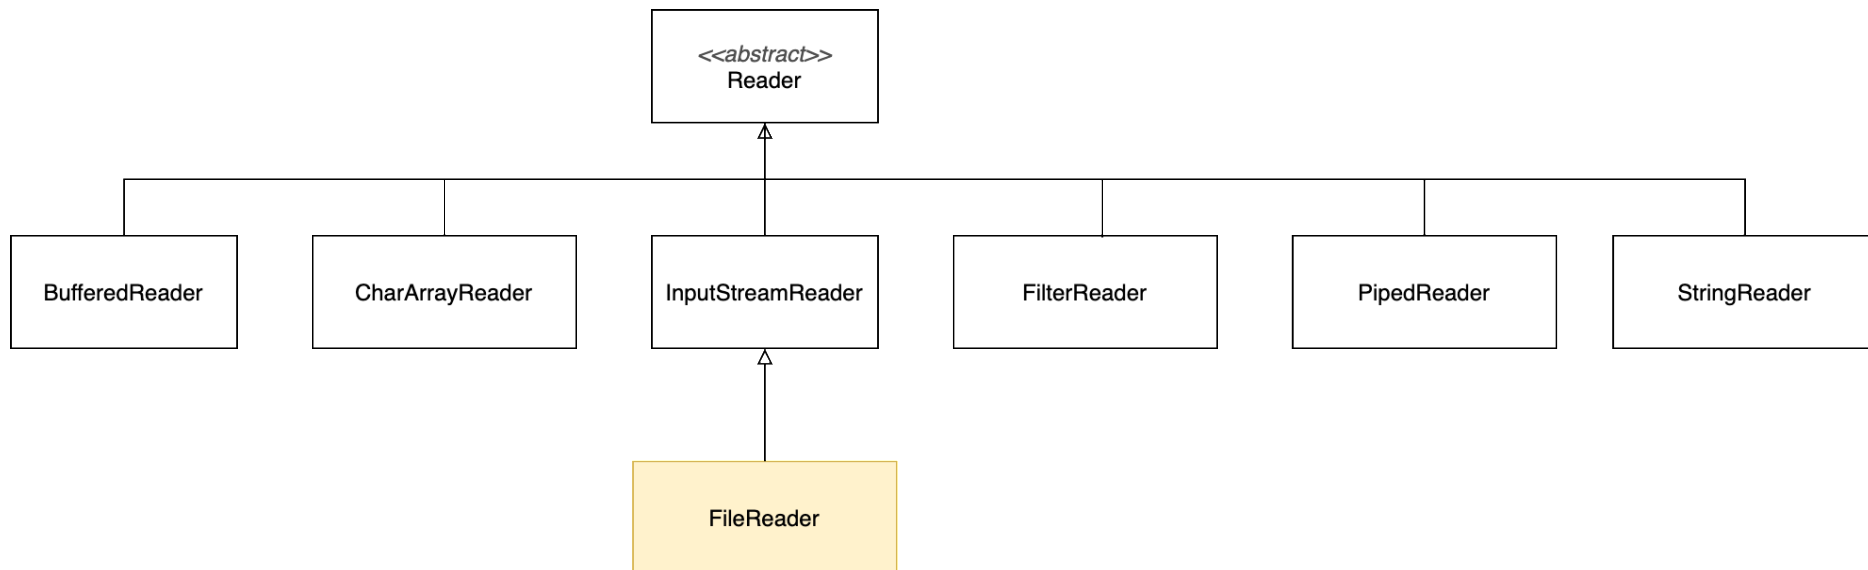 <<abstract>>
Reader
BufferedReader
CharArrayReader
InputStreamReader
FilterReader
PipedReader
StringReader
FileReader